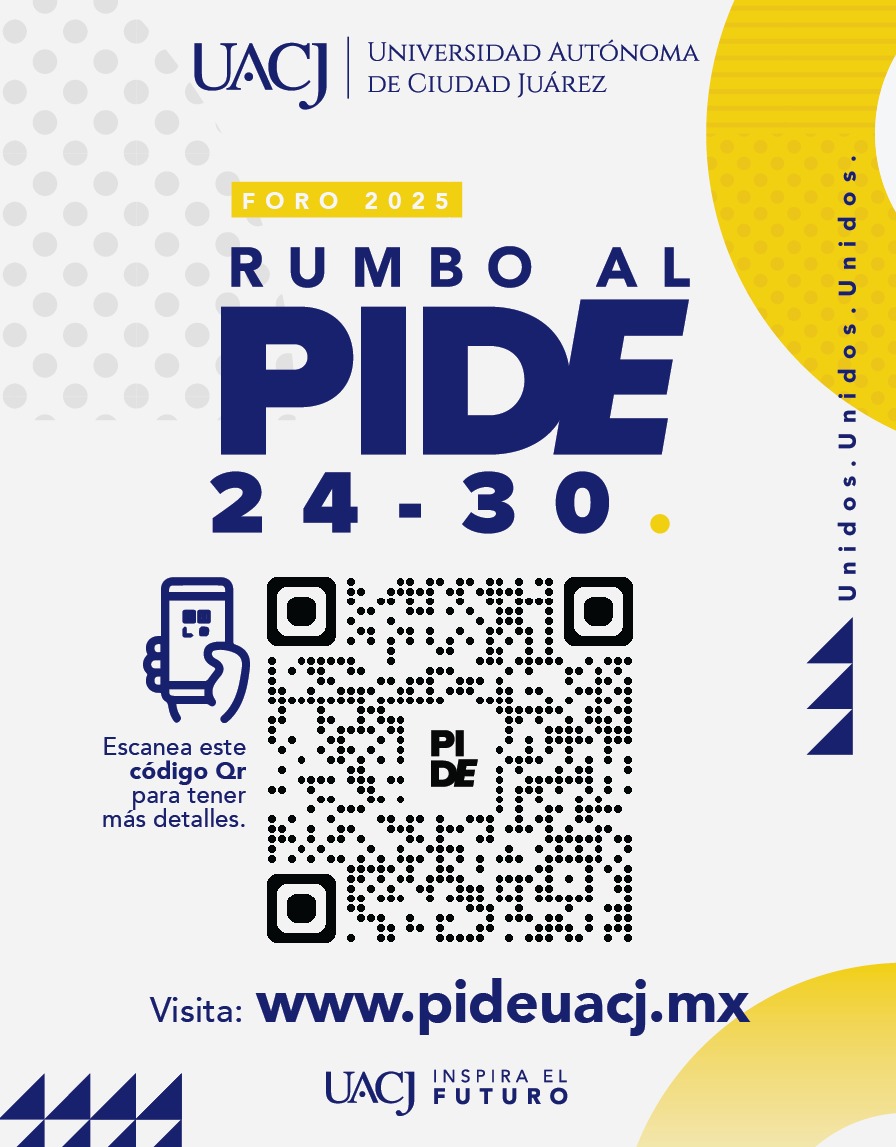 UACJ
UNIVERSIDAD AUTÓNOMA
DE CIUDAD JUÁREZ
FORO 2025
RUMBO AL
PIDE
24-30.
Unidos.Unidos.Unidos.
Escanea este
código Qr
para tener
más detalles.
PI
DE
Visita: www.pideuacj.mx
UACJ
INSPIRA EL
FUTURO